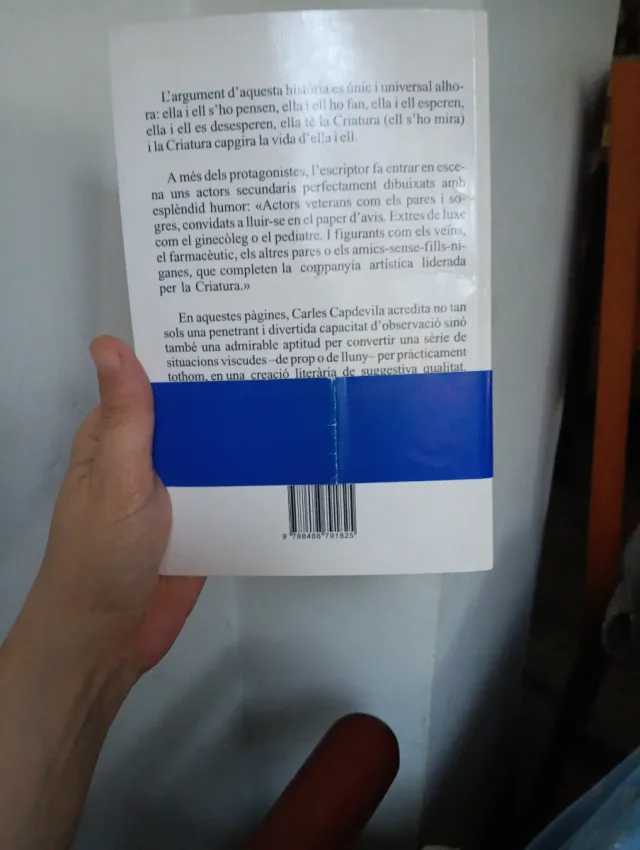 L'argument d'aquesta història es únic i universal alho-
ra: ella i ell s'ho pensen, ella i ell ho fan, ella i ell esperen,
ella i ell es desesperen, ella té la Criatura (ell s'ho mira)
i la Criatura capgira la vida d'ella i ell.
A més dels protagonistes, l'escriptor fa entrar en esce-
na uns actors secundaris perfectament dibuixats amb
esplèndid humor: «Actors veterans com els pares i so-
gres, convidats a lluir-se en el paper d'avis. Extres de luxe
com el ginecòleg o el pediatre. I figurants com els veïns,
el farmacèutic, els altres pares o els amics-sense-fills-ni-
ganes, que completen la companyia artística liderada
per la Criatura.»
En aquestes pàgines, Carles Capdevila acredita no tan
sols una penetrant i divertida capacitat d'observació sinó
també una admirable aptitud per convertir una sèrie de
situacions viscudes –de prop o de lluny– per pràcticament
tothom, en una creació literària de suggestiva qualitat.
9 788466 791825